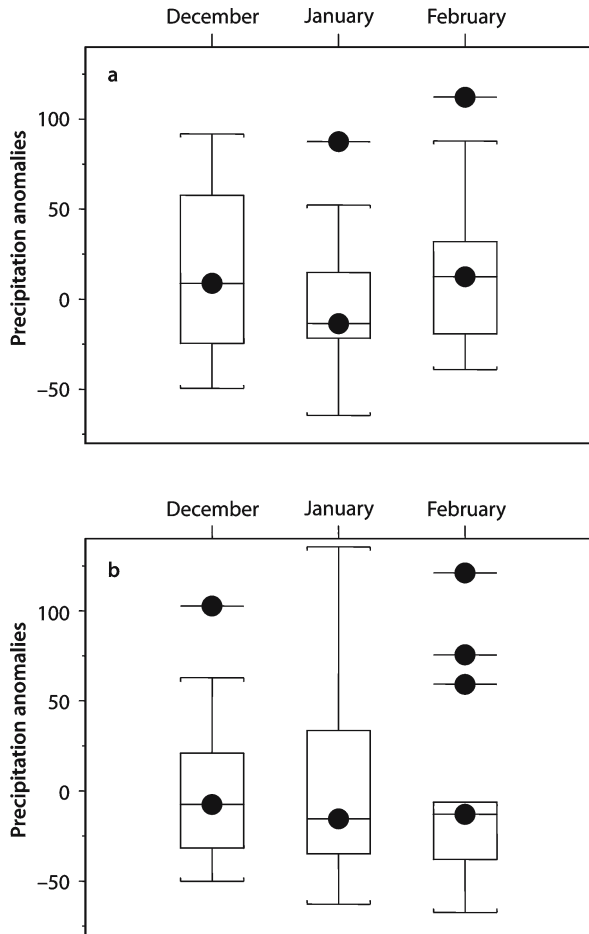 December January February
a
Precipitation anomalies
100
50
0
−50
December January February
b
Precipitation anomalies
100
50
0
−50